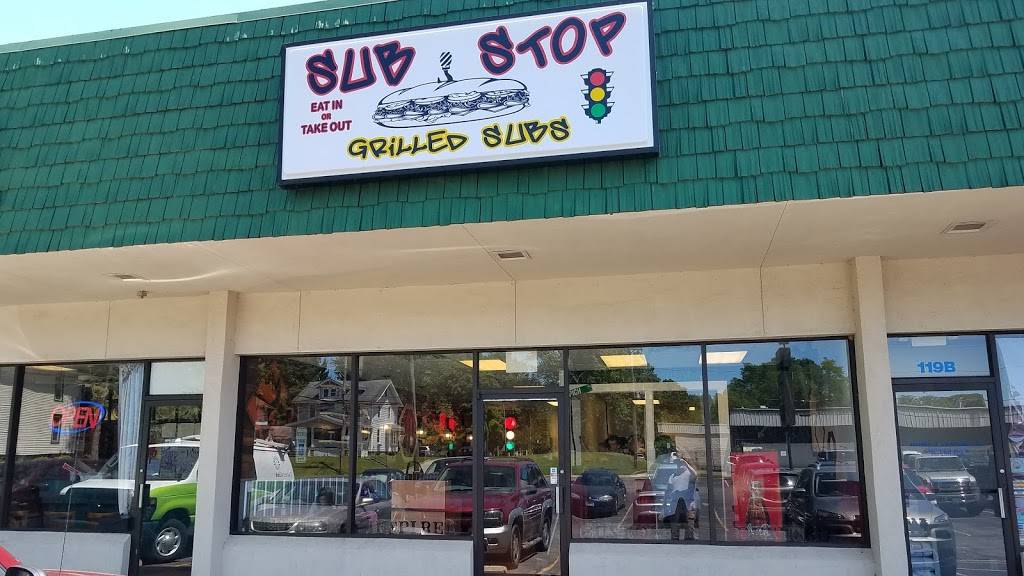 SUB STOP
EAT IN
OR
TAKE OUT
GRILLED SUBS
OPEN
119B